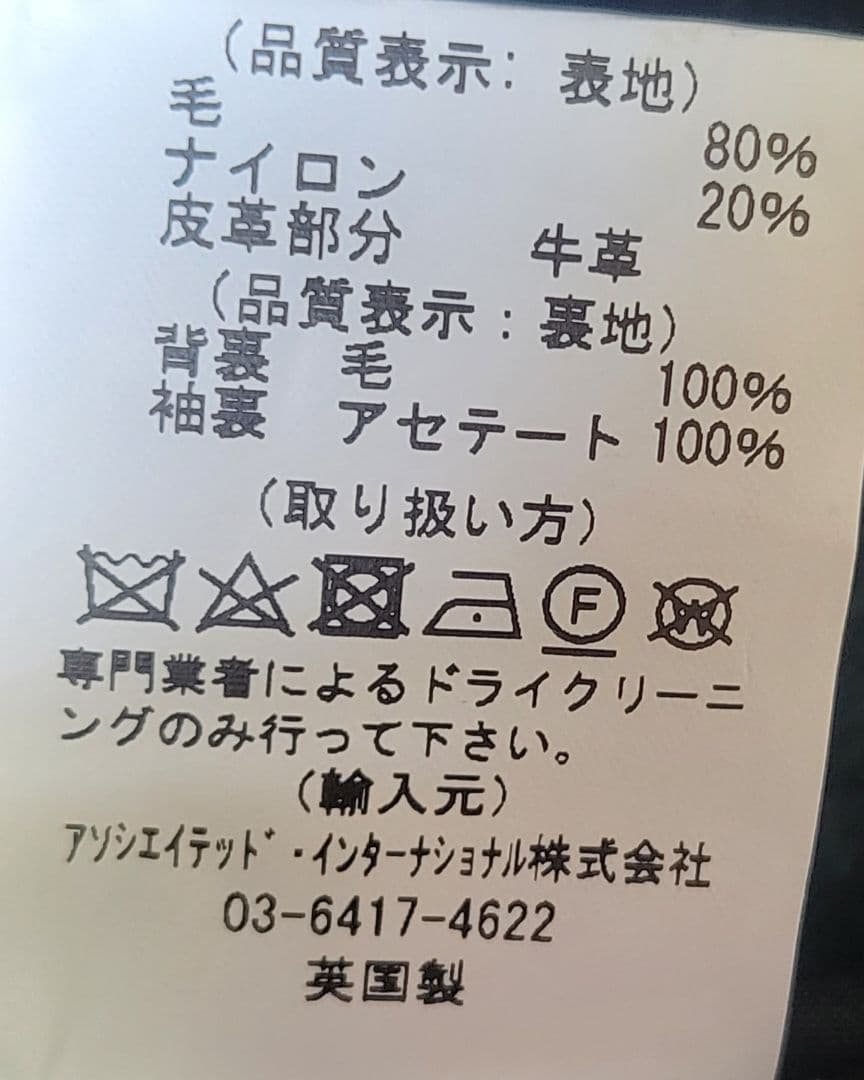 (品質表示: 表地)
毛 80%
ナイロン 20%
皮革部分 牛革
(品質表示:裏地)
背裏 毛 100%
袖裏 アセテート 100%
(取り扱い方)
F W
専門業者によるドライクリーニ
ングのみ行って下さい。
(輸入元)
アソシエイテッド・インターナショナル株式会社
03-6417-4622
英国製